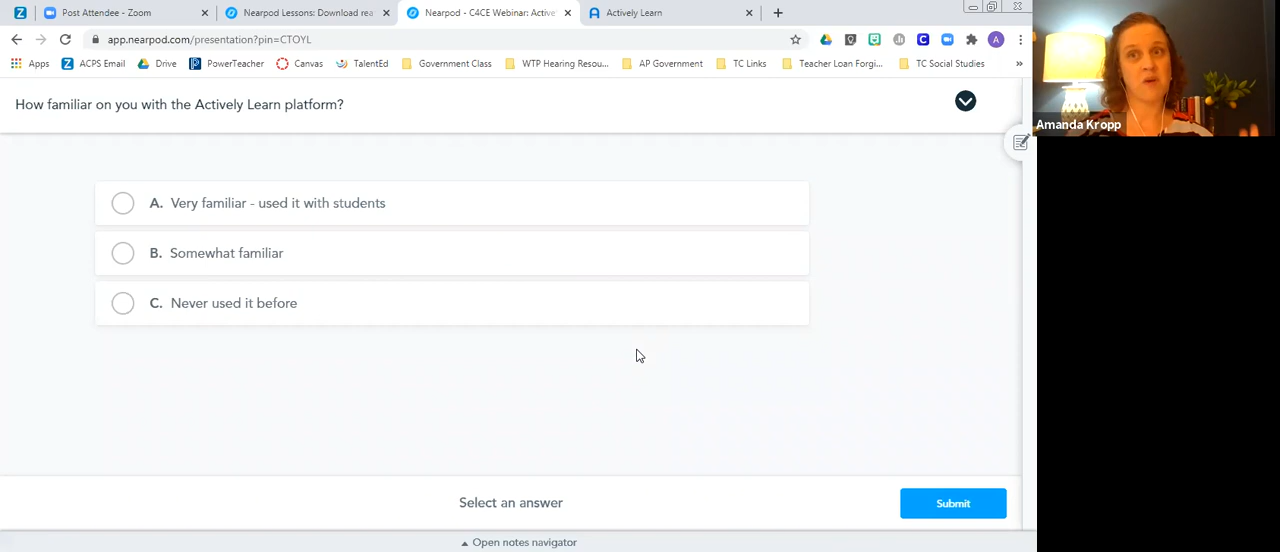 Post Attendee - Zoom
Nearpod Lessons: Download rea
Nearpod - C4CE Webinar: Active
Actively Learn
app.nearpod.com/presentation?pin=CTOYL
Apps
ACPS Email
Drive
PowerTeacher
Canvas
TalentEd
Government Class
WTP Hearing Resou...
AP Government
TC Links
Teacher Loan Forgi...
TC Social Studies
How familiar on you with the Actively Learn platform?
Amanda Kropp
A. Very familiar - used it with students
B. Somewhat familiar
C. Never used it before
Select an answer
Submit
Open notes navigator